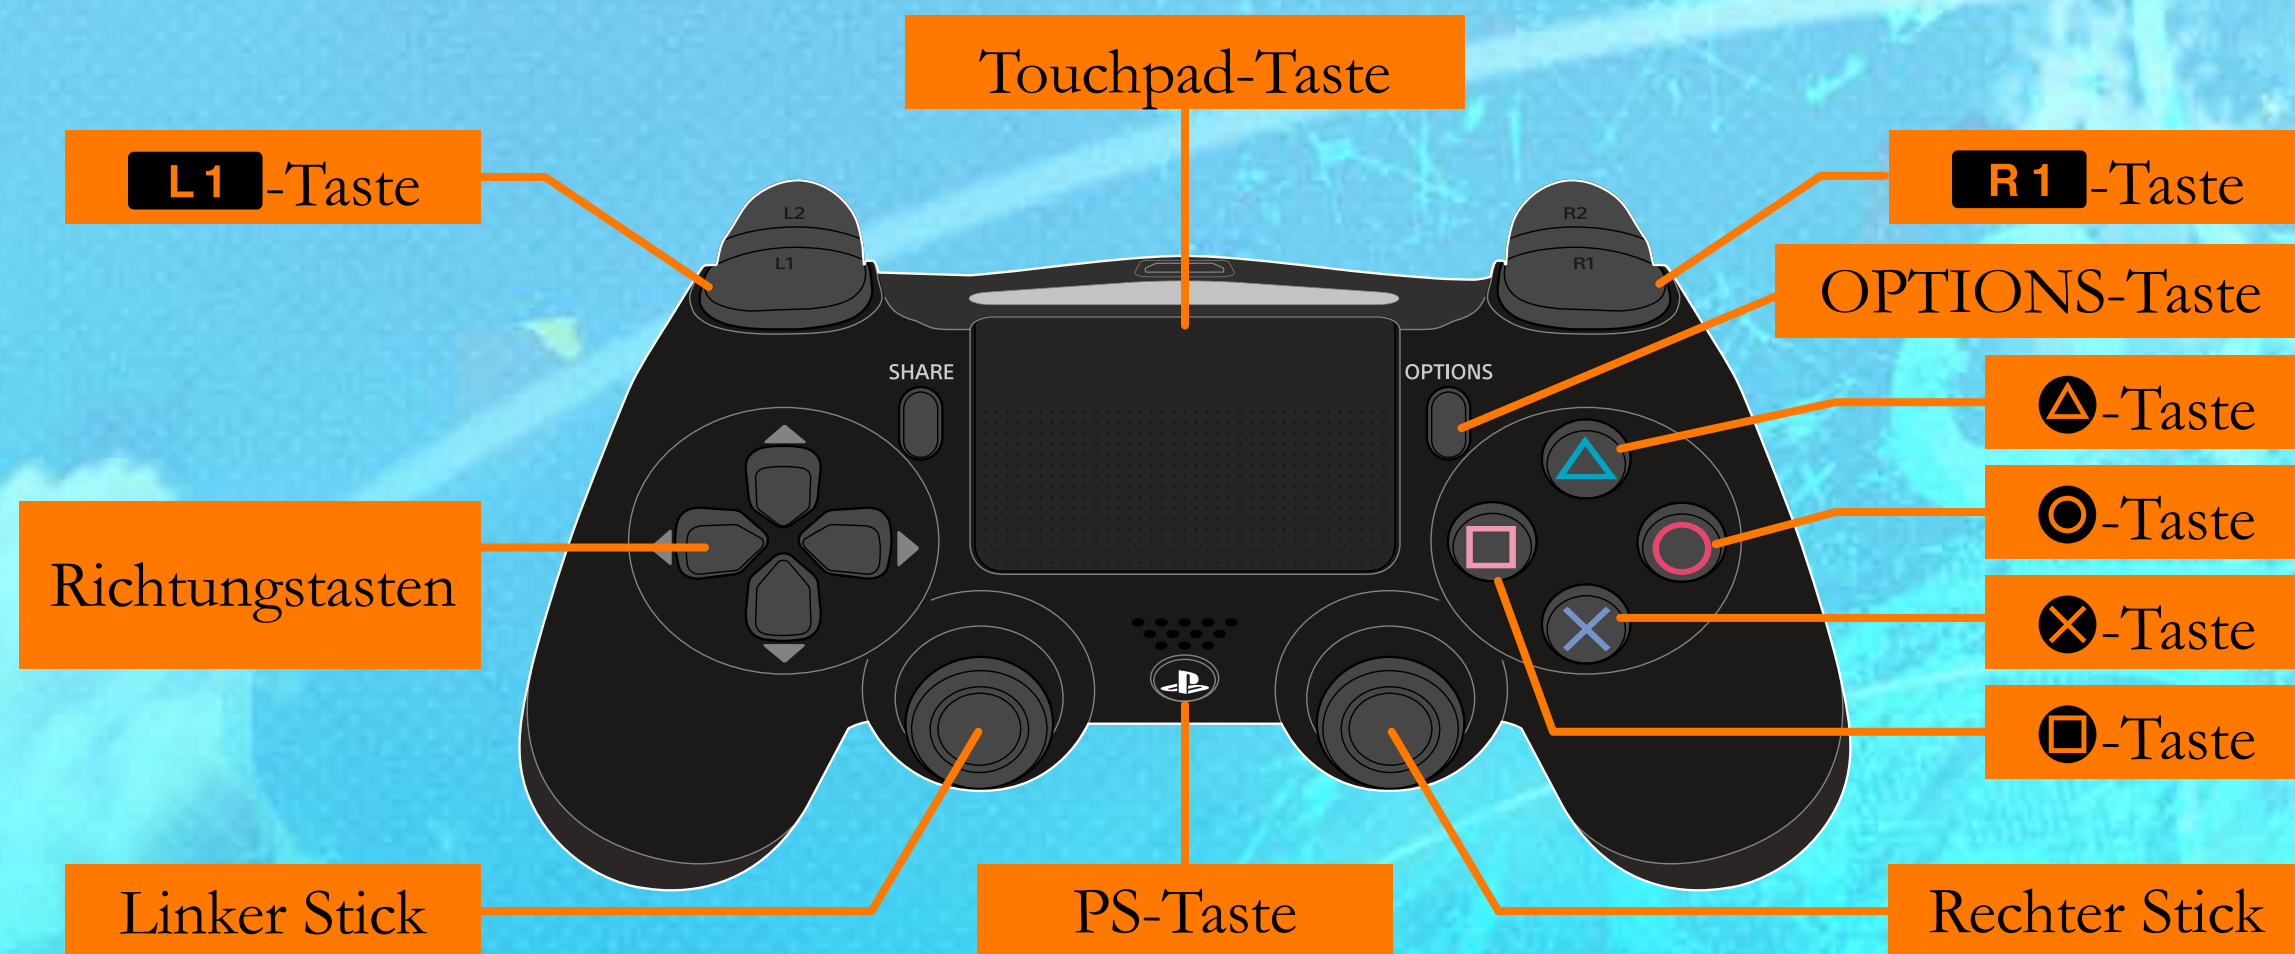 Touchpad-Taste
L1-Taste
R1-Taste
L2
R2
L1
R1
OPTIONS-Taste
SHARE
OPTIONS
△-Taste
○-Taste
Richtungstasten
×-Taste
□-Taste
Linker Stick
PS-Taste
Rechter Stick